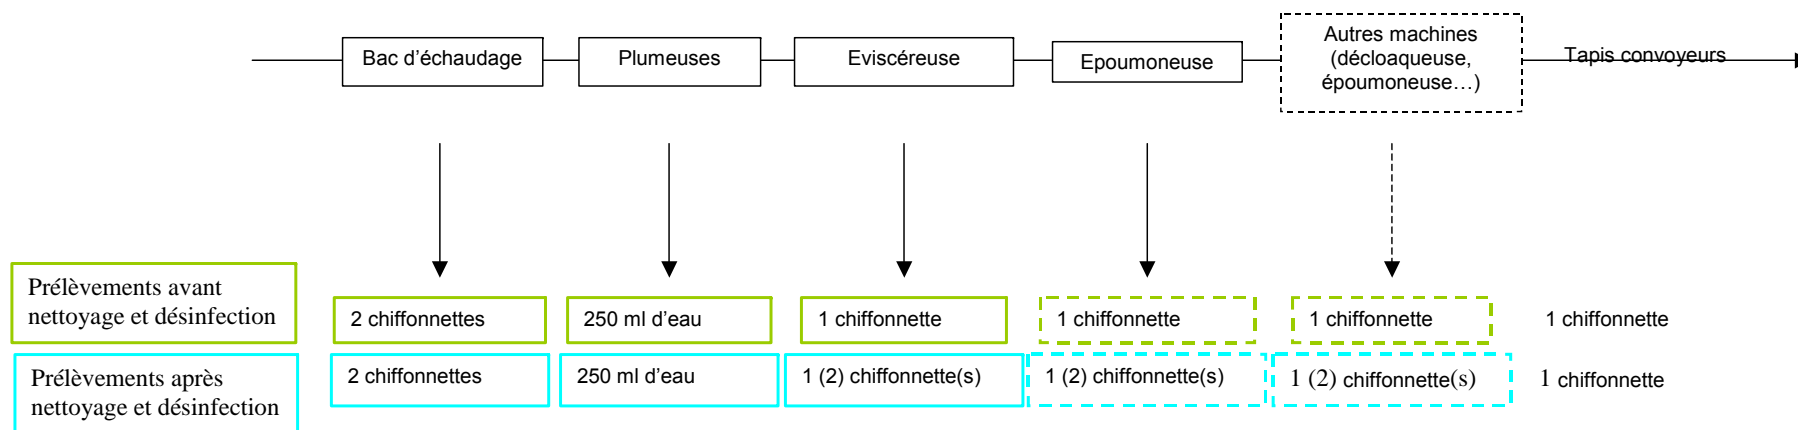 Bac d'échaudage
Plumeuses
Eviscéreuse
Epoumoneuse
Autres machines
(décloaqueuse,
époumoneuse…)
Tapis convoyeurs
Prélèvements avant
nettoyage et désinfection
2 chiffonnettes
250 ml d'eau
1 chiffonnette
1 chiffonnette
1 chiffonnette
1 chiffonnette
Prélèvements après
nettoyage et désinfection
2 chiffonnettes
250 ml d'eau
1 (2) chiffonnette(s)
1 (2) chiffonnette(s)
1 (2) chiffonnette(s)
1 chiffonnette